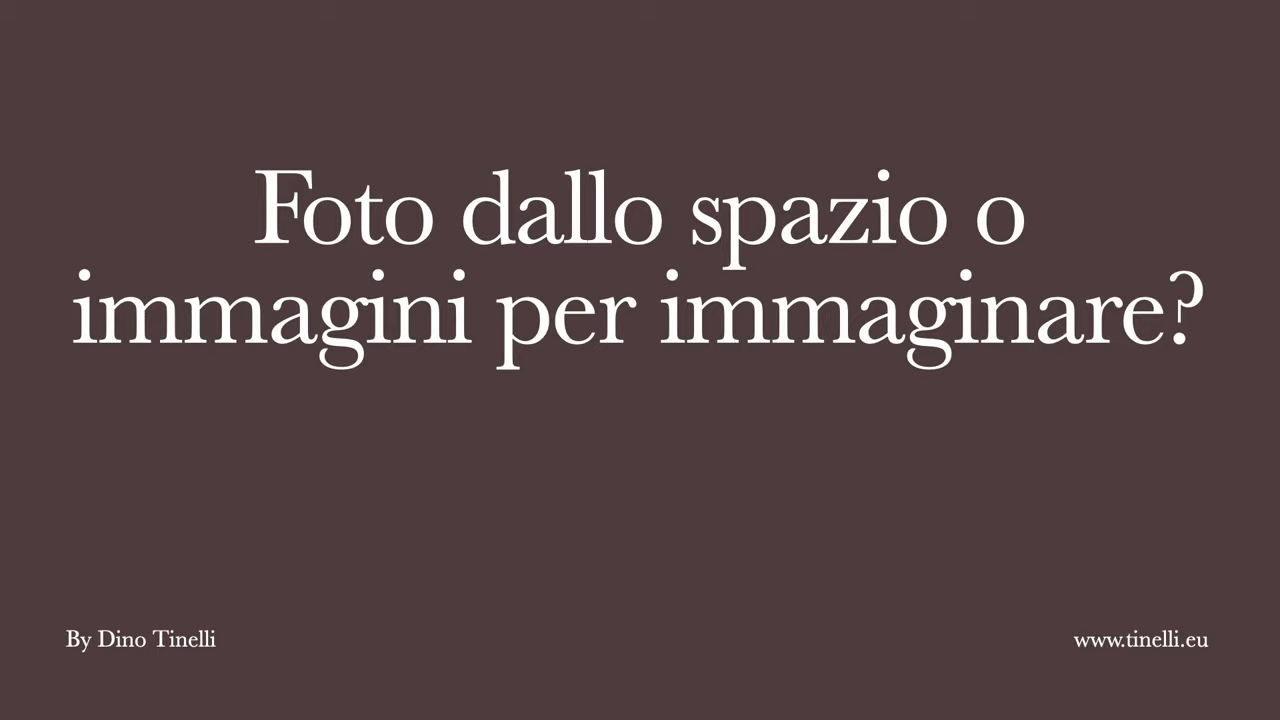 Foto dallo spazio o
immagini per immaginare?
By Dino Tinelli
www.tinelli.eu